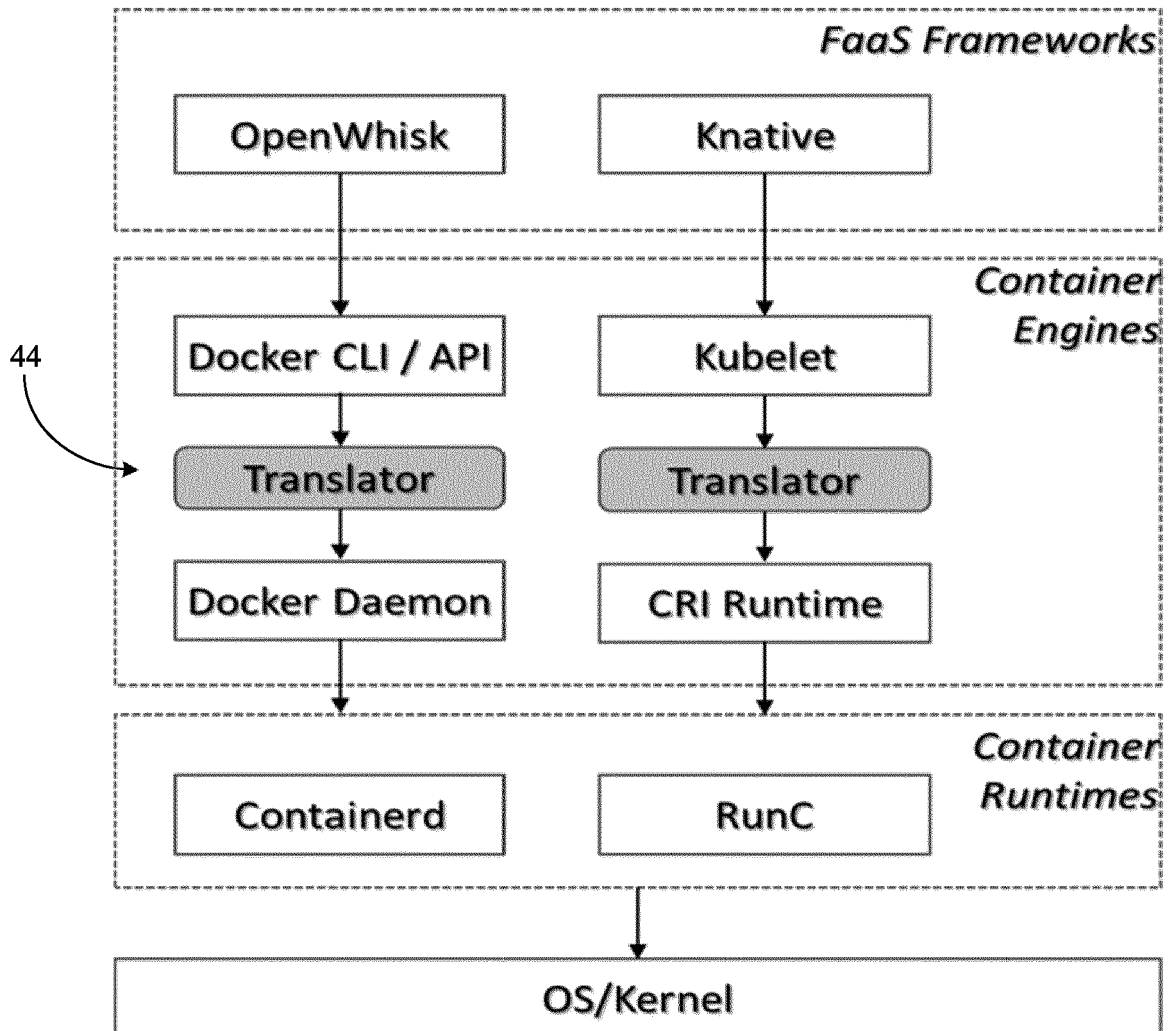 FaaS Frameworks
OpenWhisk
Knative
Container
Engines
44
Docker CLI / API
Kubelet
Translator
Translator
Docker Daemon
CRI Runtime
Container
Runtimes
Containerd
RunC
OS/Kernel